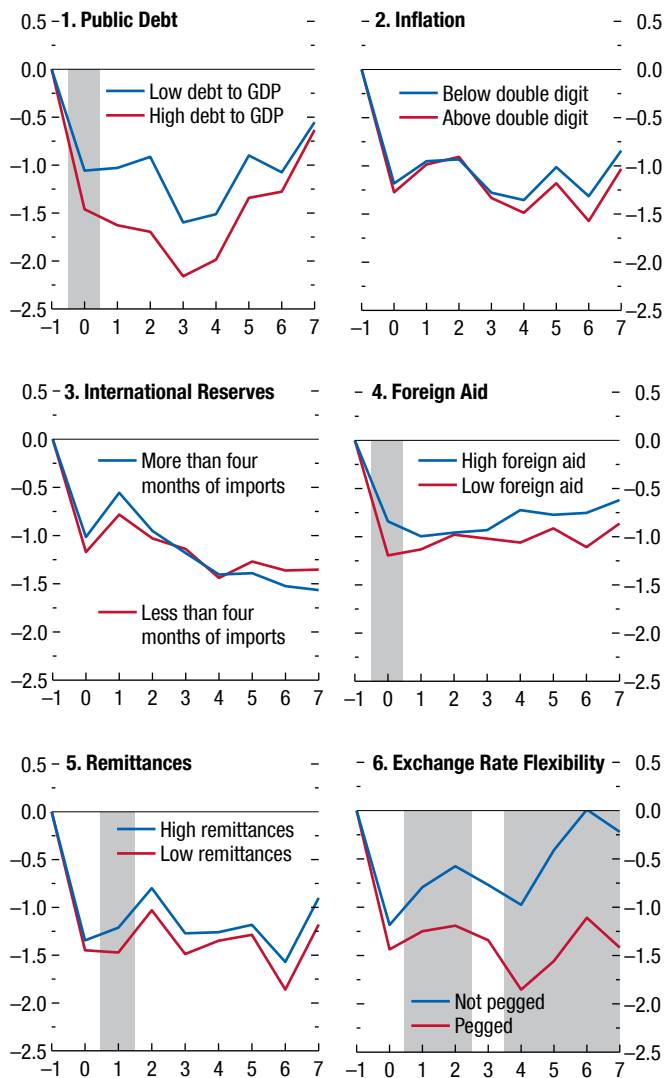 1. Public Debt
0.5
0.0
–0.5
–1.0
–1.5
–2.0
–2.5
Low debt to GDP
High debt to GDP
–1 0 1 2 3 4 5 6 7
2. Inflation
0.5
0.0
–0.5
–1.0
–1.5
–2.0
–2.5
Below double digit
Above double digit
–1 0 1 2 3 4 5 6 7
3. International Reserves
0.5
0.0
–0.5
–1.0
–1.5
–2.0
–2.5
More than four
months of imports
Less than four
months of imports
–1 0 1 2 3 4 5 6 7
4. Foreign Aid
0.5
0.0
–0.5
–1.0
–1.5
–2.0
–2.5
High foreign aid
Low foreign aid
–1 0 1 2 3 4 5 6 7
5. Remittances
0.5
0.0
–0.5
–1.0
–1.5
–2.0
–2.5
High remittances
Low remittances
–1 0 1 2 3 4 5 6 7
6. Exchange Rate Flexibility
0.5
0.0
–0.5
–1.0
–1.5
–2.0
–2.5
Not pegged
Pegged
–1 0 1 2 3 4 5 6 7